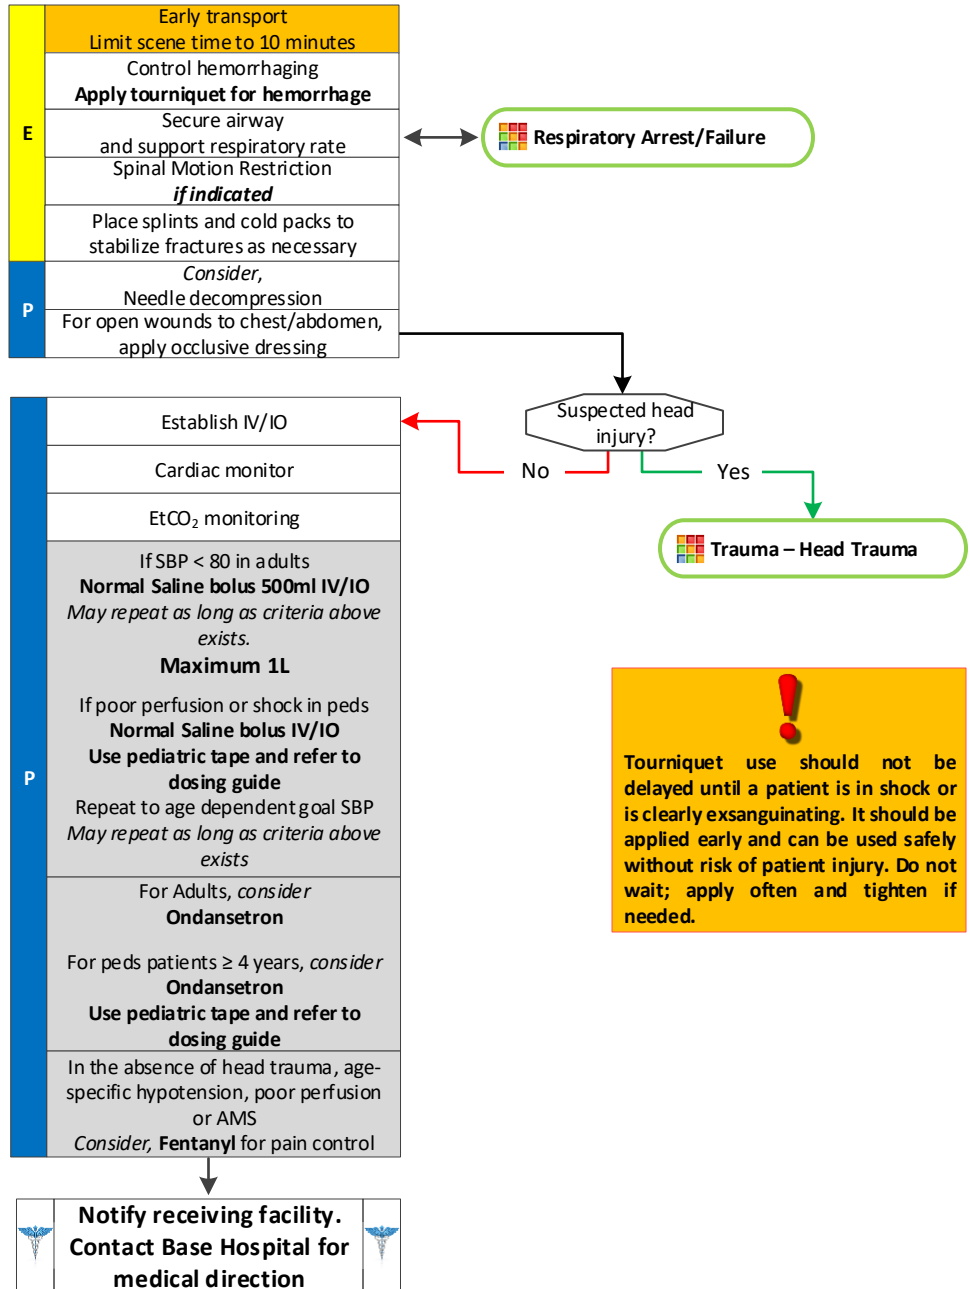 Early transport
Limit scene time to 10 minutes
E
Control hemorrhaging
Apply tourniquet for hemorrhage
Secure airway
and support respiratory rate
Respiratory Arrest/Failure
Spinal Motion Restriction
if indicated
Place splints and cold packs to
stabilize fractures as necessary
P
Consider,
Needle decompression
For open wounds to chest/abdomen,
apply occlusive dressing
Suspected head
injury?
No
Yes
Trauma – Head Trauma
P
Establish IV/IO
Cardiac monitor
EtCO₂ monitoring
If SBP < 80 in adults
Normal Saline bolus 500ml IV/IO
May repeat as long as criteria above
exists.
Maximum 1L
If poor perfusion or shock in peds
Normal Saline bolus IV/IO
Use pediatric tape and refer to
dosing guide
Repeat to age dependent goal SBP
May repeat as long as criteria above
exists
For Adults, consider
Ondansetron
For peds patients ≥ 4 years, consider
Ondansetron
Use pediatric tape and refer to
dosing guide
In the absence of head trauma, age-
specific hypotension, poor perfusion
or AMS
Consider, Fentanyl for pain control
Tourniquet use should not be
delayed until a patient is in shock or
is clearly exsanguinating. It should be
applied early and can be used safely
without risk of patient injury. Do not
wait; apply often and tighten if
needed.
Notify receiving facility.
Contact Base Hospital for
medical direction